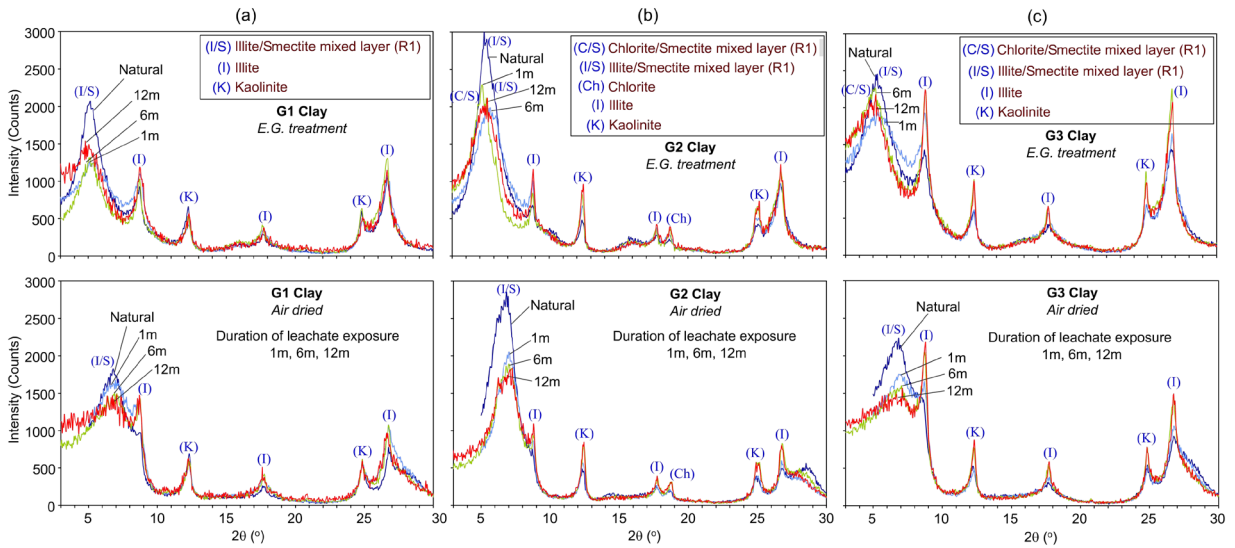 (a)
(b)
(c)
Intensity (Counts)
3000
2500
2000
1500
1000
500
0
(I/S) Illite/Smectite mixed layer (R1)
(I) Illite
(K) Kaolinite
G1 Clay
E.G. treatment
Natural
(I/S)
12m
6m
1m
(I)
(K)
(I)
(K)
(I)
(I/S)
Natural
1m
12m
(I/S)
6m
(C/S)
(C/S) Chlorite/Smectite mixed layer (R1)
(I/S) Illite/Smectite mixed layer (R1)
(Ch) Chlorite
(I) Illite
(K) Kaolinite
G2 Clay
E.G. treatment
(I)
(K)
(I)
(Ch)
(K)
(I)
Natural
(I/S)
(C/S)
6m
12m
1m
(I)
(C/S) Chlorite/Smectite mixed layer (R1)
(I/S) Illite/Smectite mixed layer (R1)
(I) Illite
(K) Kaolinite
G3 Clay
E.G. treatment
(K)
(I)
(K)
(I)
Intensity (Counts)
3000
2500
2000
1500
1000
500
0
G1 Clay
Air dried
Duration of leachate exposure
1m, 6m, 12m
Natural
1m
(I/S)
6m
12m
(I)
(K)
(I)
(K)
(I)
5 10 15 20 25 30
2θ (°)
(I/S)
Natural
G2 Clay
Air dried
Duration of leachate exposure
1m, 6m, 12m
1m
6m
12m
(I)
(K)
(I)
(Ch)
(K)
(I)
5 10 15 20 25 30
2θ (°)
Natural
(I/S)
(I)
G3 Clay
Air dried
Duration of leachate exposure
1m, 6m, 12m
1m
6m
12m
(K)
(I)
(K)
(I)
5 10 15 20 25 30
2θ (°)